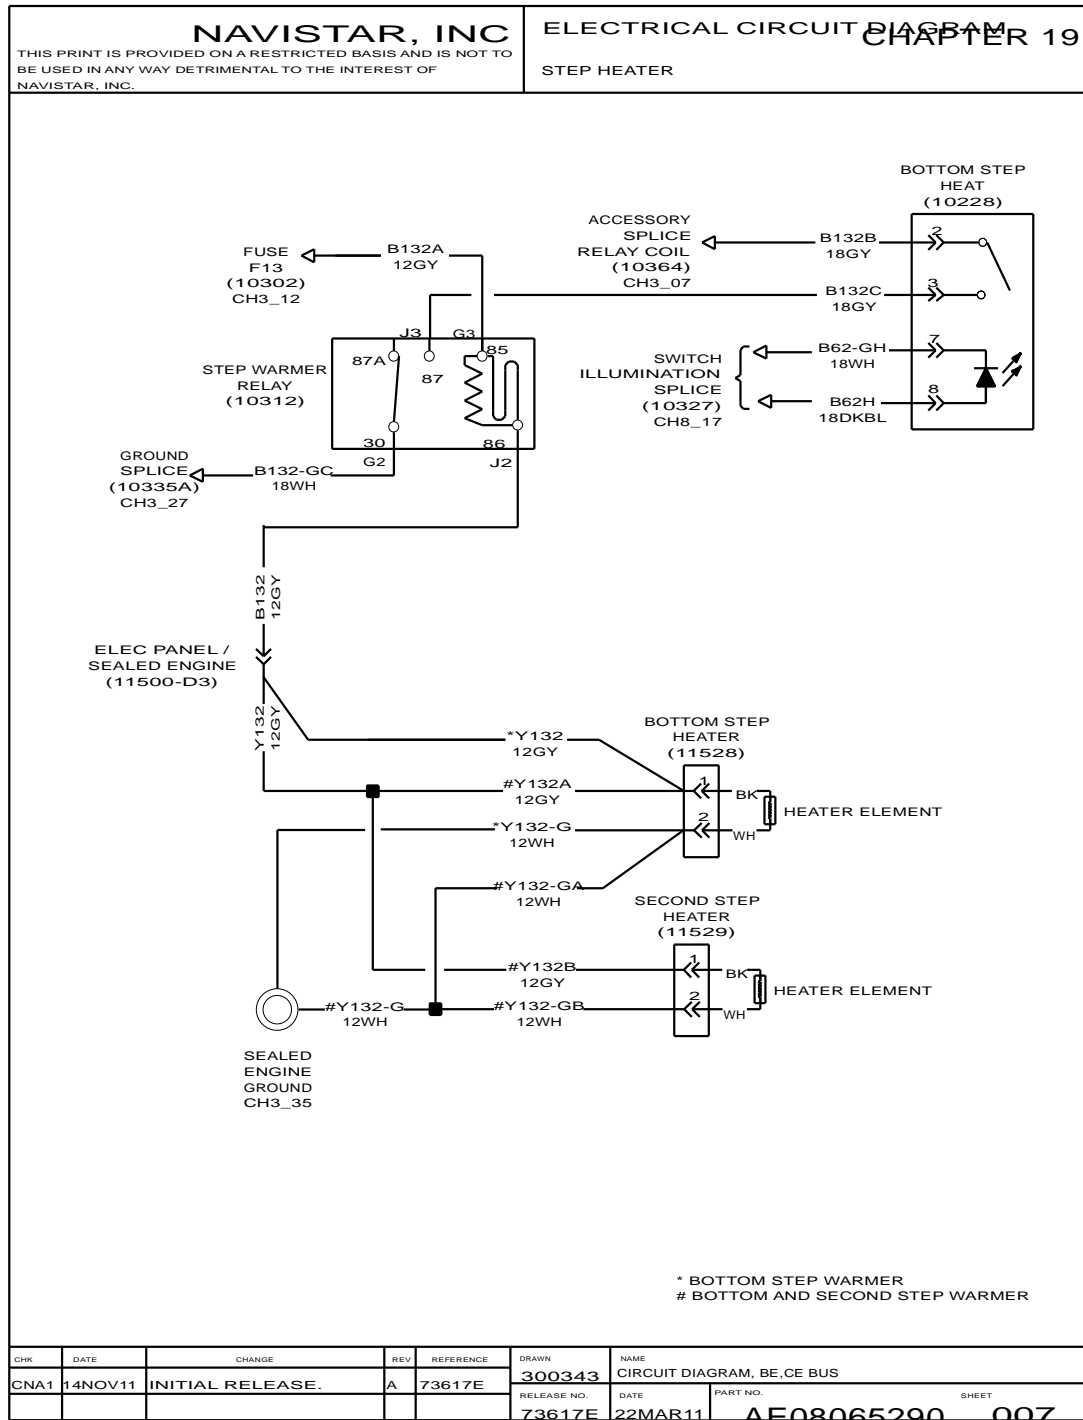 NAVISTAR, INC
THIS PRINT IS PROVIDED ON A RESTRICTED BASIS AND IS NOT TO
BE USED IN ANY WAY DETRIMENTAL TO THE INTEREST OF
NAVISTAR, INC.
ELECTRICAL CIRCUIT DIAGRAM
CHAPTER 19
STEP HEATER
BOTTOM STEP
HEAT
(10228)
ACCESSORY
SPLICE
RELAY COIL
(10364)
CH3_07
B132B
18GY
2
FUSE
F13
(10302)
CH3_12
B132A
12GY
B132C
18GY
3
J3
G3
87A
87
85
STEP WARMER
RELAY
(10312)
30
86
G2
J2
SWITCH
ILLUMINATION
SPLICE
(10327)
CH8_17
B62-GH
18WH
7
B62H
18DKBL
8
GROUND
SPLICE
(10335A)
CH3_27
B132-GC
18WH
B132
12GY
ELEC PANEL /
SEALED ENGINE
(11500-D3)
Y132
12GY
BOTTOM STEP
HEATER
(11528)
*Y132
12GY
#Y132A
12GY
1
BK
HEATER ELEMENT
*Y132-G
12WH
2
WH
#Y132-GA
12WH
SECOND STEP
HEATER
(11529)
#Y132B
12GY
1
BK
HEATER ELEMENT
#Y132-G
12WH
#Y132-GB
12WH
2
WH
SEALED
ENGINE
GROUND
CH3_35
* BOTTOM STEP WARMER
# BOTTOM AND SECOND STEP WARMER
CHK DATE CHANGE REV REFERENCE
CNA1 14NOV11 INITIAL RELEASE. A 73617E
DRAWN
300343
NAME
CIRCUIT DIAGRAM, BE,CE BUS
RELEASE NO.
73617E
DATE
22MAR11
PART NO.
AE08065290
SHEET
007